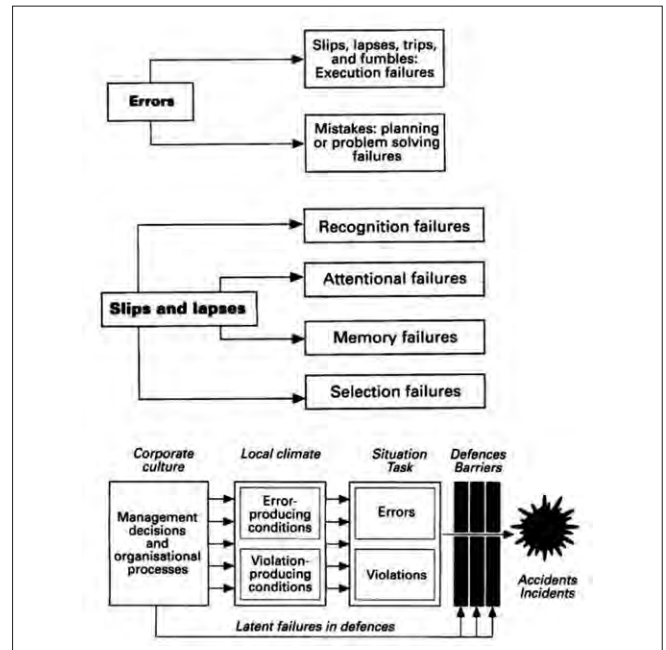 Slips, lapses, trips,
and fumbles:
Execution failures
Errors
Mistakes: planning
or problem solving
failures
Recognition failures
Attentional failures
Slips and lapses
Memory failures
Selection failures
Corporate
culture
Local climate
Situation
Task
Defences
Barriers
Management
decisions
and
organisational
processes
Error-
producing
conditions
Violation-
producing
conditions
Errors
Violations
Accidents
Incidents
Latent failures in defences